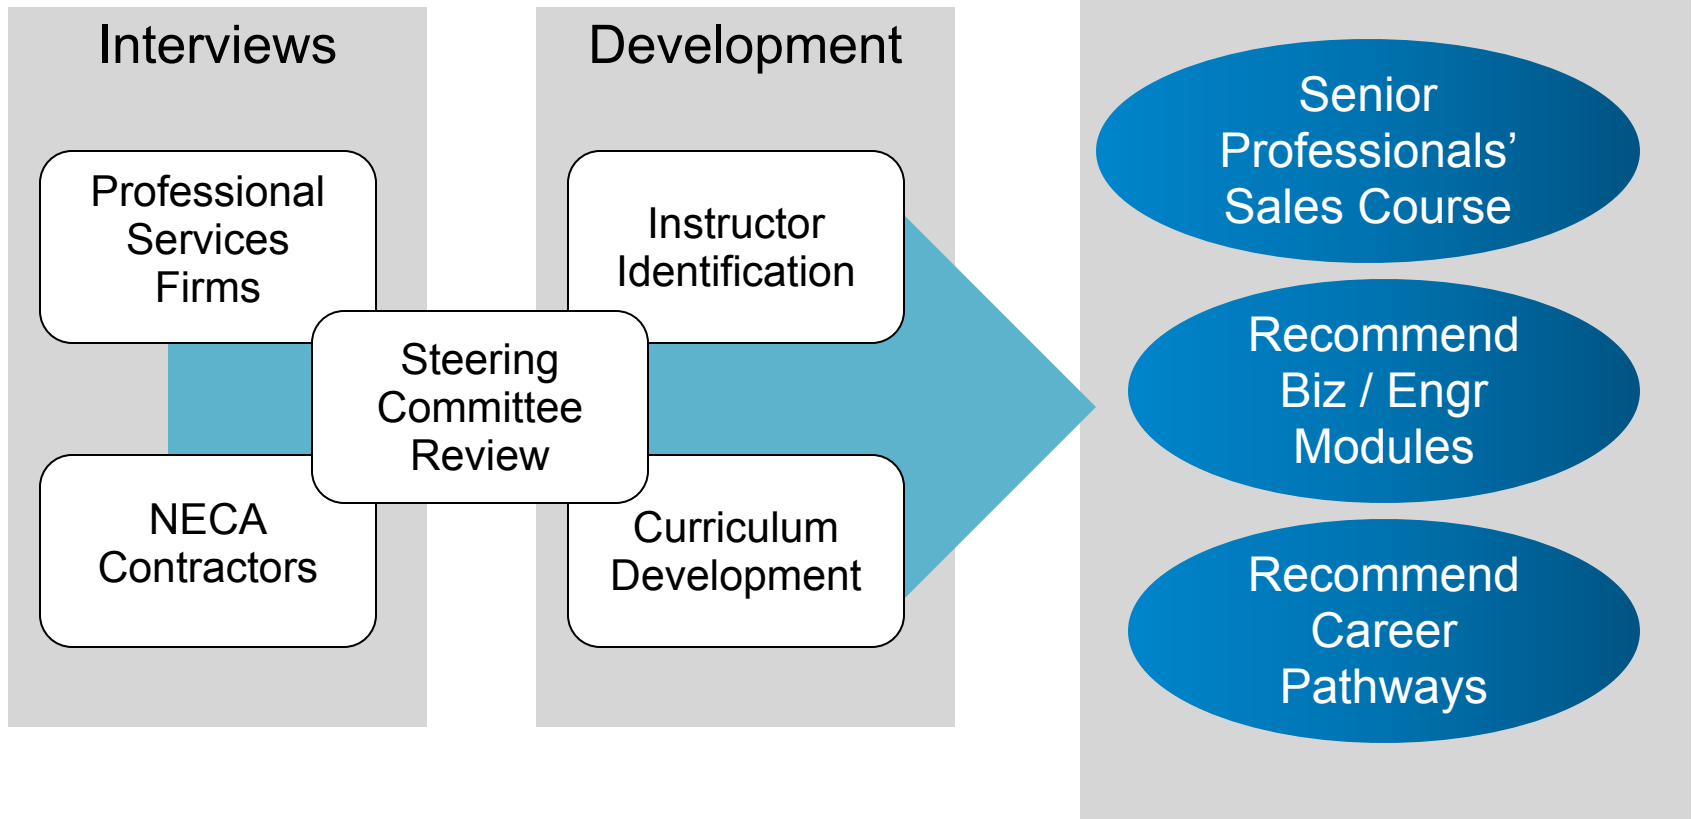 Interviews
Professional
Services
Firms
NECA
Contractors
Steering
Committee
Review
Development
Instructor
Identification
Curriculum
Development
Senior
Professionals’
Sales Course
Recommend
Biz / Engr
Modules
Recommend
Career
Pathways